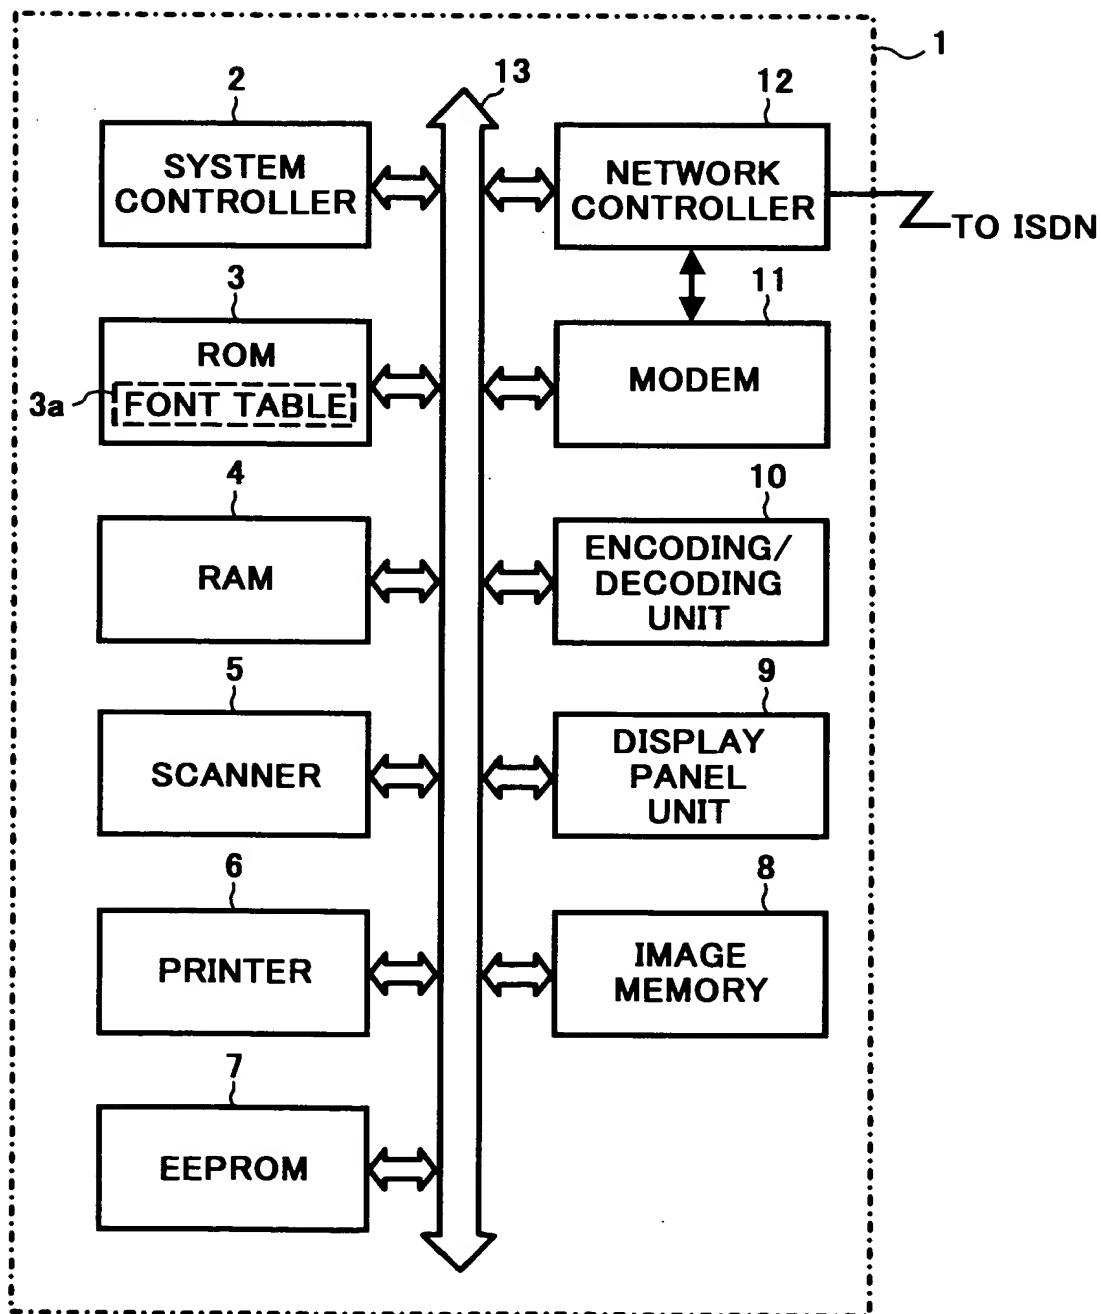 1
13
2
SYSTEM
CONTROLLER
12
NETWORK
CONTROLLER
TO ISDN
3
ROM
3a
FONT TABLE
11
MODEM
4
RAM
10
ENCODING/
DECODING
UNIT
5
SCANNER
9
DISPLAY
PANEL
UNIT
6
PRINTER
8
IMAGE
MEMORY
7
EEPROM